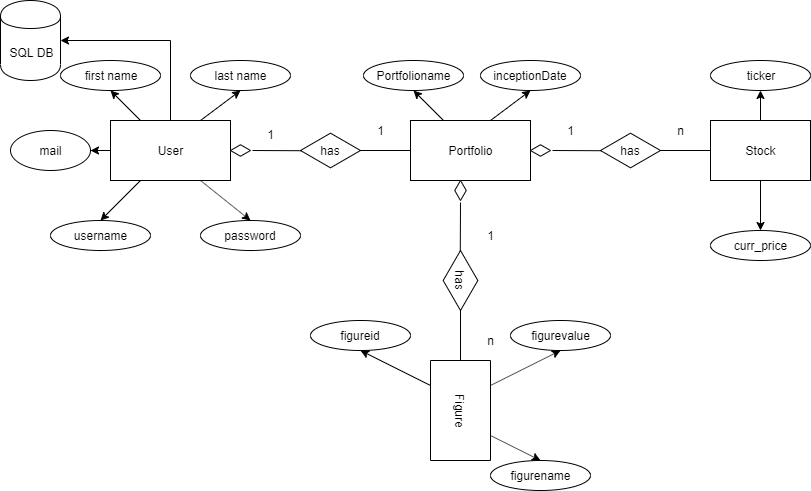 SQL DB
first name
last name
Portfolioname
inceptionDate
ticker
1
1
1
n
mail
User
has
Portfolio
has
Stock
username
password
1
curr_price
has
figureid
figurevalue
n
Figure
figurename